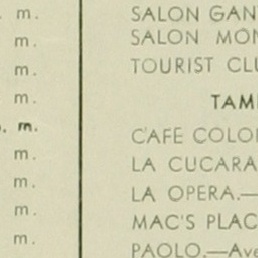 m.
SALON GAN
m.
SALON MON
m.
TOURIST CLU
m.
TAM
m.
CAFE COLO
m.
LA CUCARA
m.
LA OPERA.—
m.
MAC'S PLAC
m.
PAOLO.—Ave